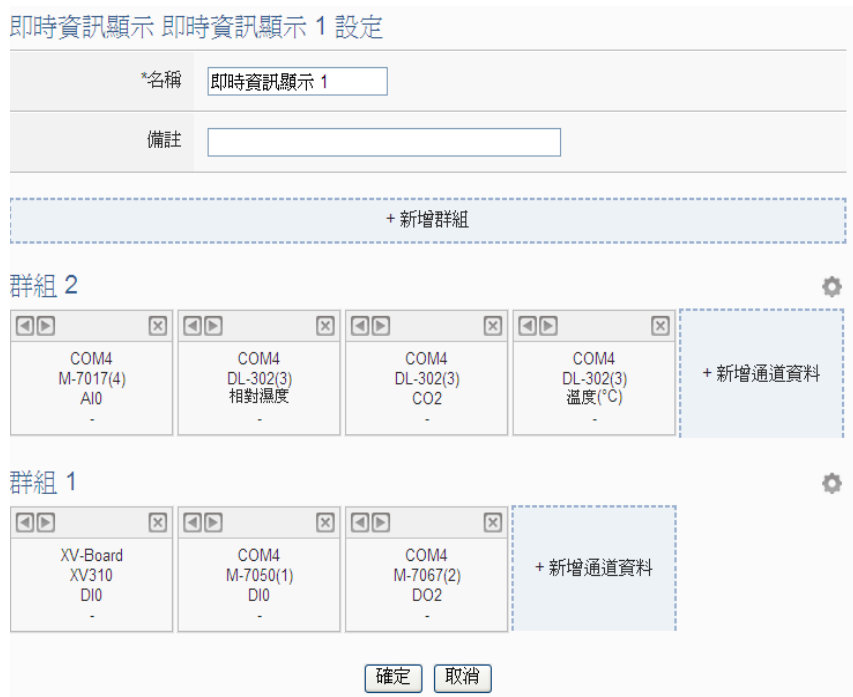 即時資訊顯示 即時資訊顯示 1 設定
*名稱 即時資訊顯示 1
備註
+ 新增群組
群組 2
COM4
M-7017(4)
AI0
-
COM4
DL-302(3)
相對濕度
-
COM4
DL-302(3)
CO2
-
COM4
DL-302(3)
溫度(°C)
-
+ 新增通道資料
群組 1
XV-Board
XV310
DI0
-
COM4
M-7050(1)
DI0
-
COM4
M-7067(2)
DO2
-
+ 新增通道資料
確定 取消